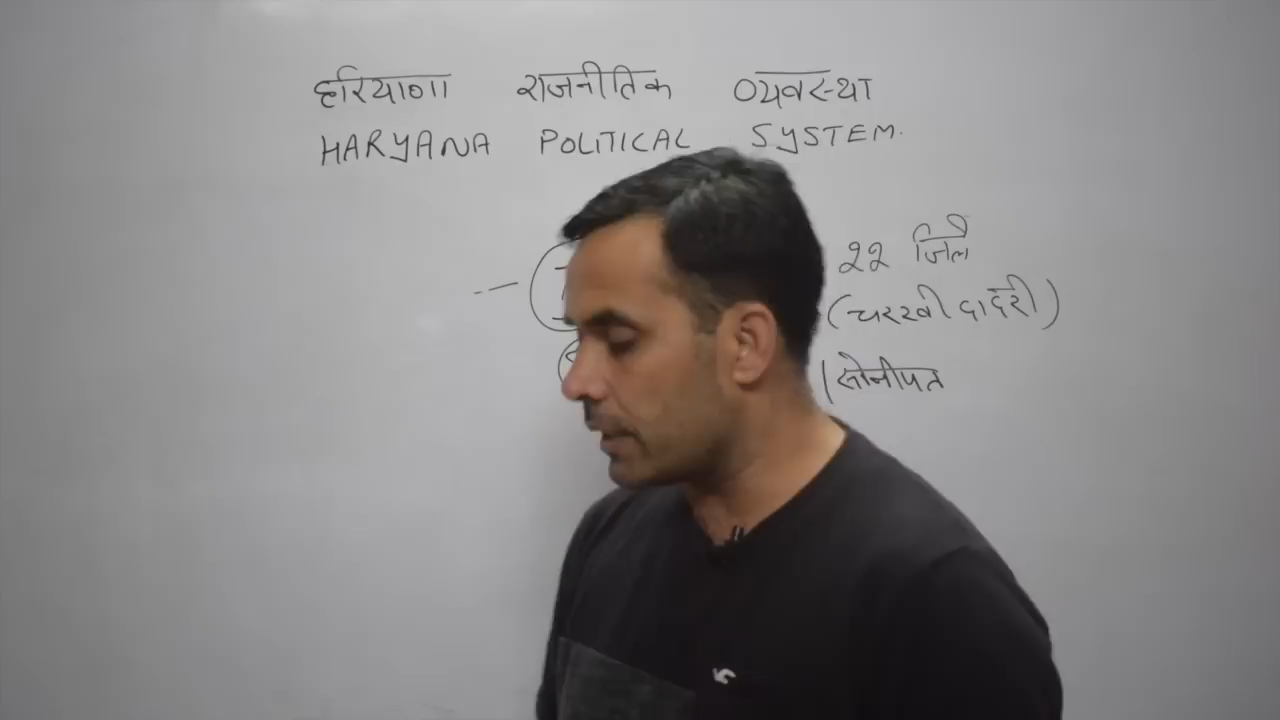 हरियाणा राजनीतिक व्यवस्था
HARYANA POLITICAL SYSTEM.
22 जिले
(चरखी दादरी)
सोनीपत